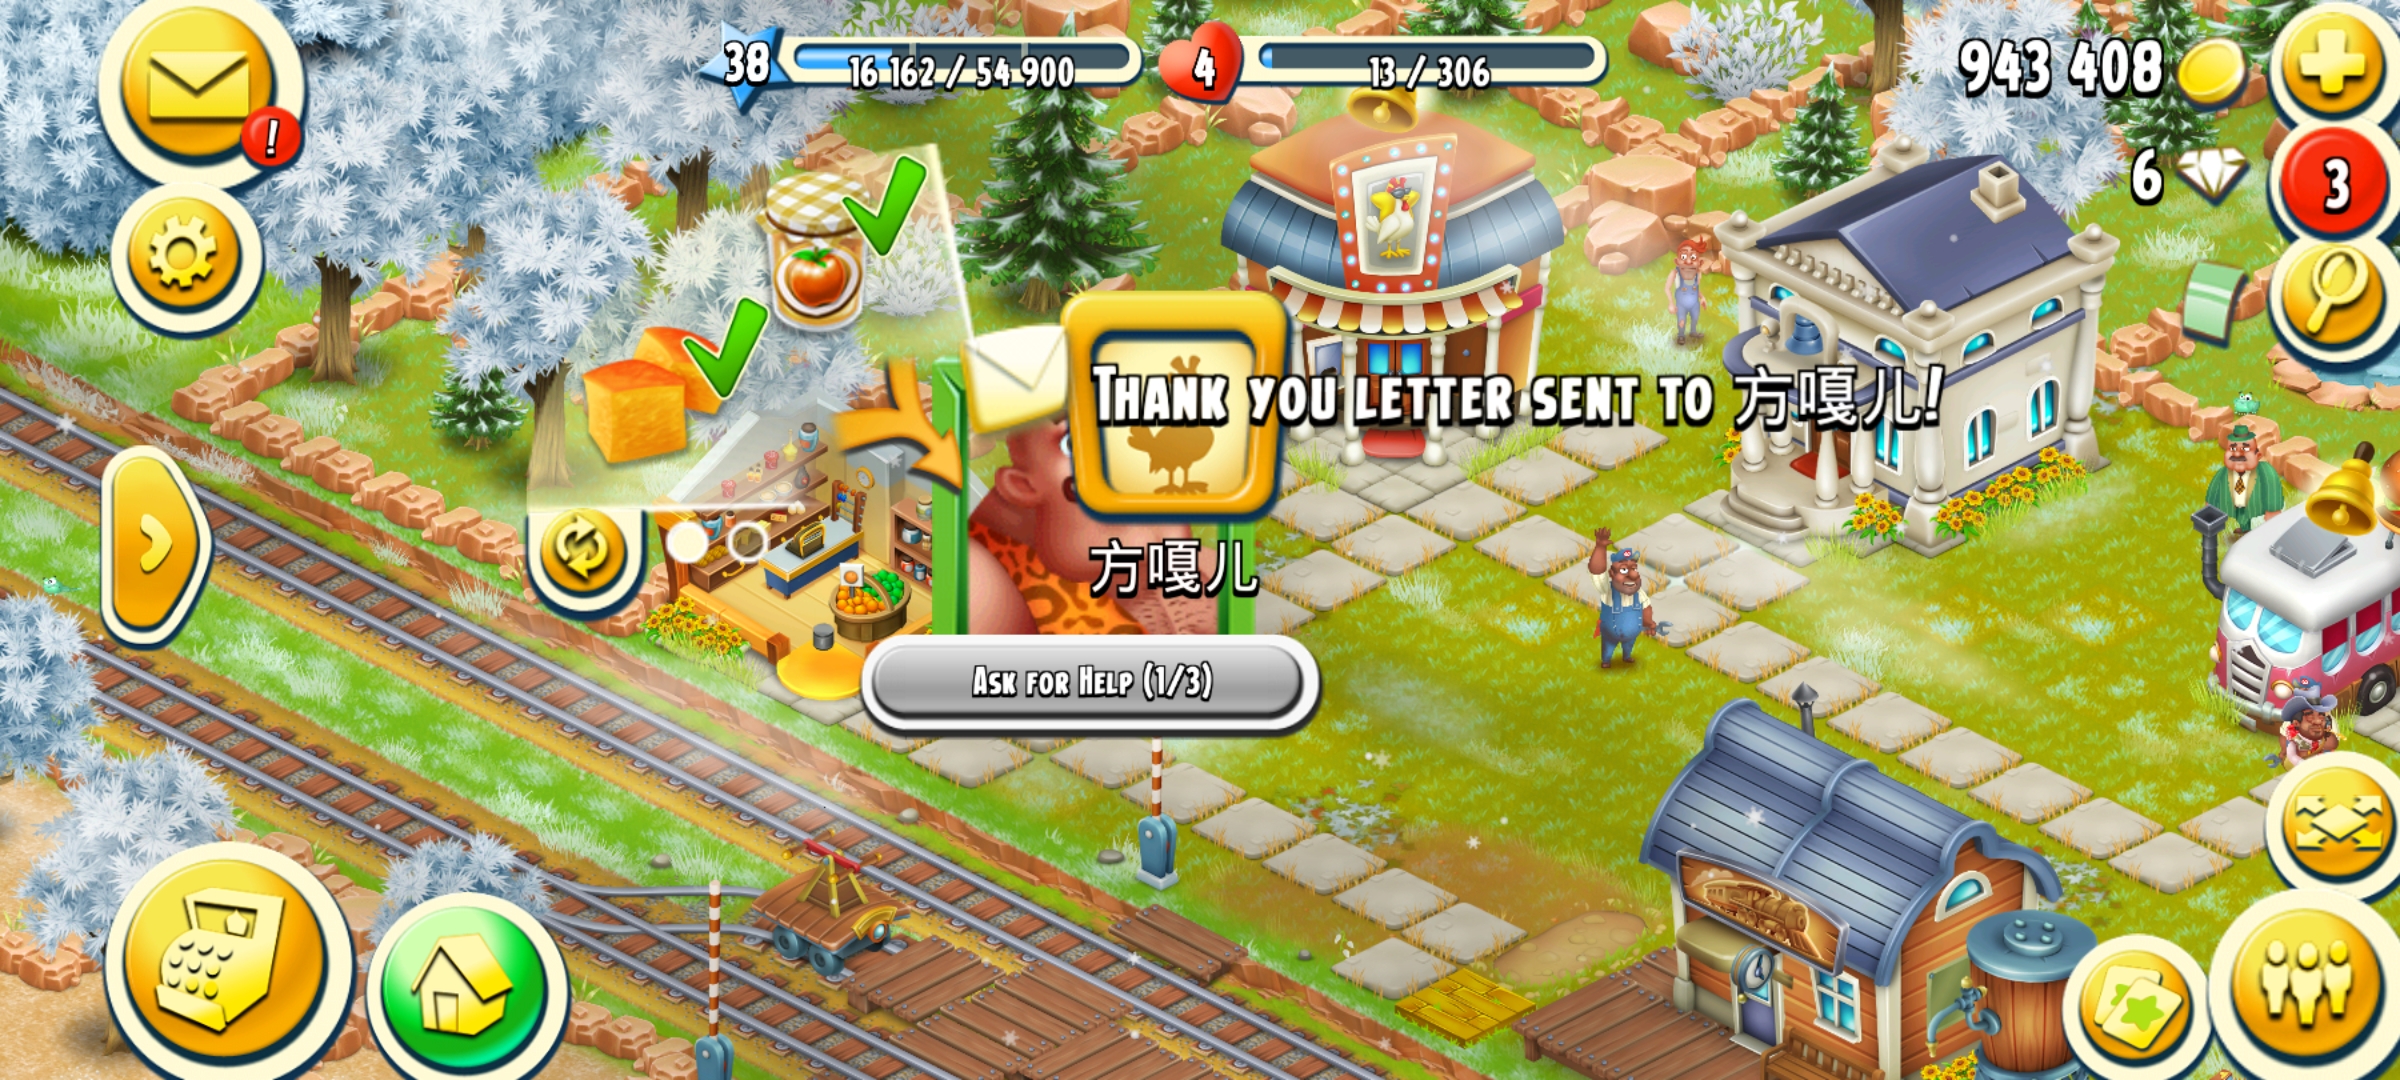 38
16 162 / 54 900
4
13 / 306
943 408
!
6
3
THANK YOU LETTER SENT TO 方嘎儿!
方嘎儿
ASK FOR HELP (1/3)